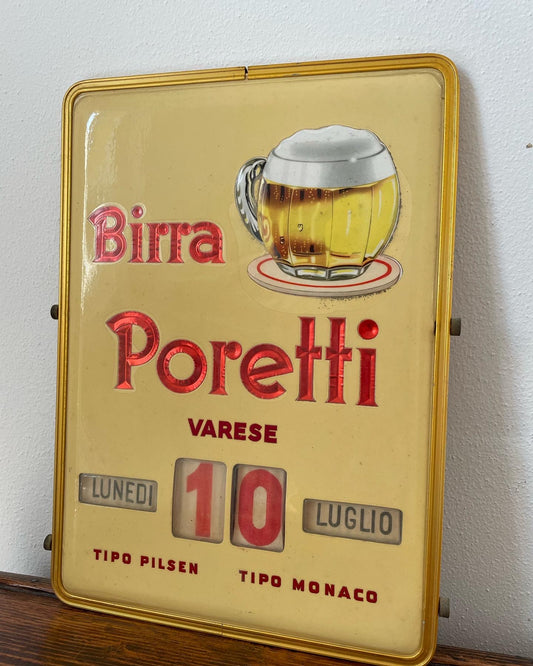 Birra
Poretti
VARESE
LUNEDI 10 LUGLIO
TIPO PILSEN TIPO MONACO